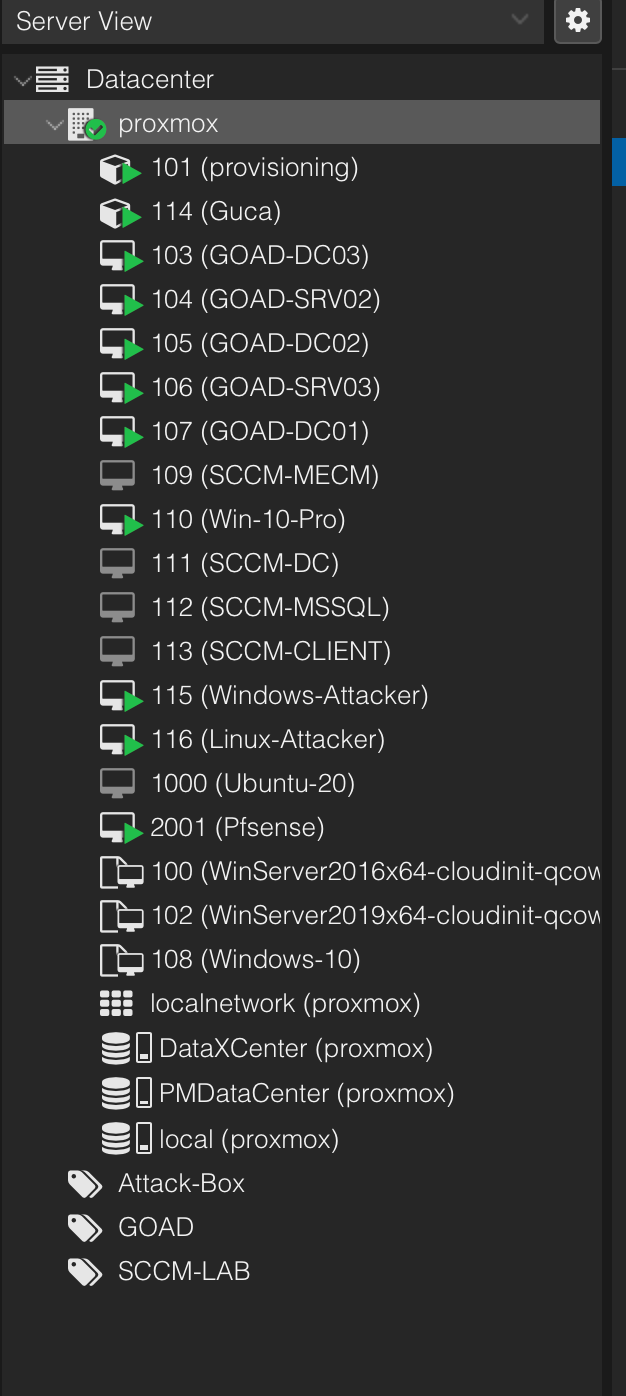 Server View
Datacenter
proxmox
101 (provisioning)
114 (Guca)
103 (GOAD-DC03)
104 (GOAD-SRV02)
105 (GOAD-DC02)
106 (GOAD-SRV03)
107 (GOAD-DC01)
109 (SCCM-MECM)
110 (Win-10-Pro)
111 (SCCM-DC)
112 (SCCM-MSSQL)
113 (SCCM-CLIENT)
115 (Windows-Attacker)
116 (Linux-Attacker)
1000 (Ubuntu-20)
2001 (Pfsense)
100 (WinServer2016x64-cloudinit-qcow
102 (WinServer2019x64-cloudinit-qcow
108 (Windows-10)
localnetwork (proxmox)
DataXCenter (proxmox)
PMDataCenter (proxmox)
local (proxmox)
Attack-Box
GOAD
SCCM-LAB